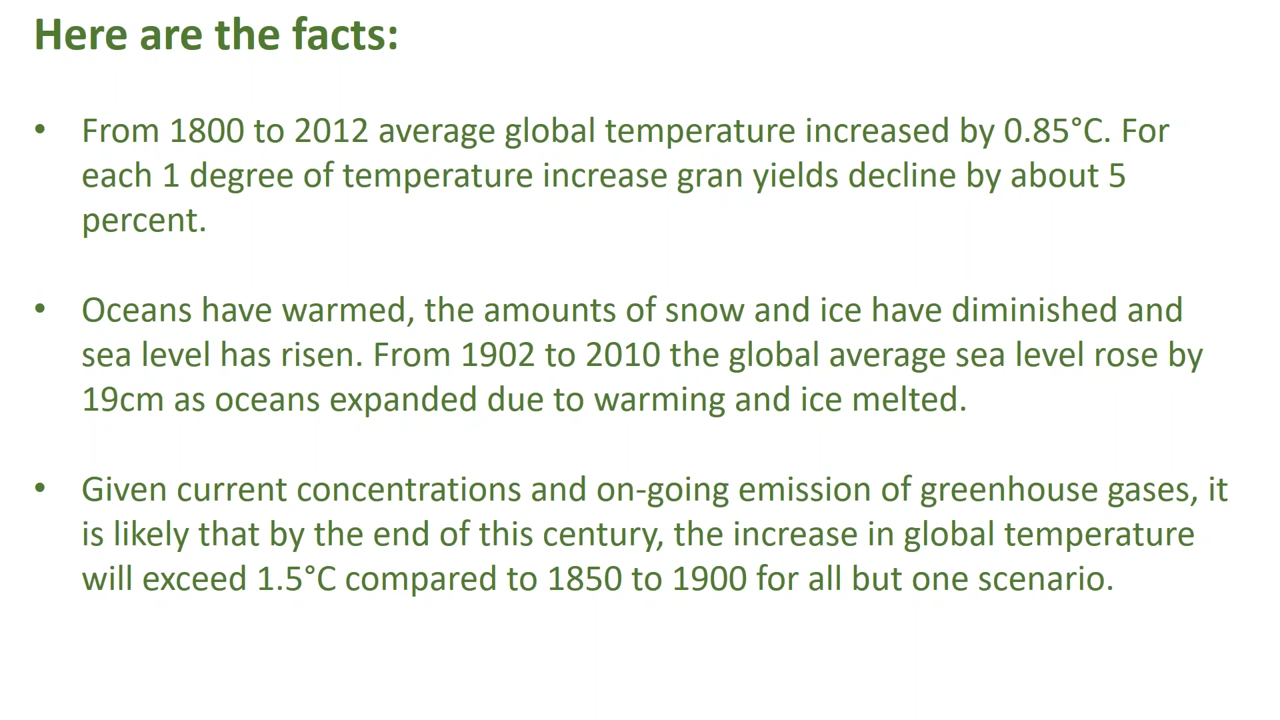 Here are the facts:
• From 1800 to 2012 average global temperature increased by 0.85°C. For
each 1 degree of temperature increase gran yields decline by about 5
percent.
• Oceans have warmed, the amounts of snow and ice have diminished and
sea level has risen. From 1902 to 2010 the global average sea level rose by
19cm as oceans expanded due to warming and ice melted.
• Given current concentrations and on-going emission of greenhouse gases, it
is likely that by the end of this century, the increase in global temperature
will exceed 1.5°C compared to 1850 to 1900 for all but one scenario.